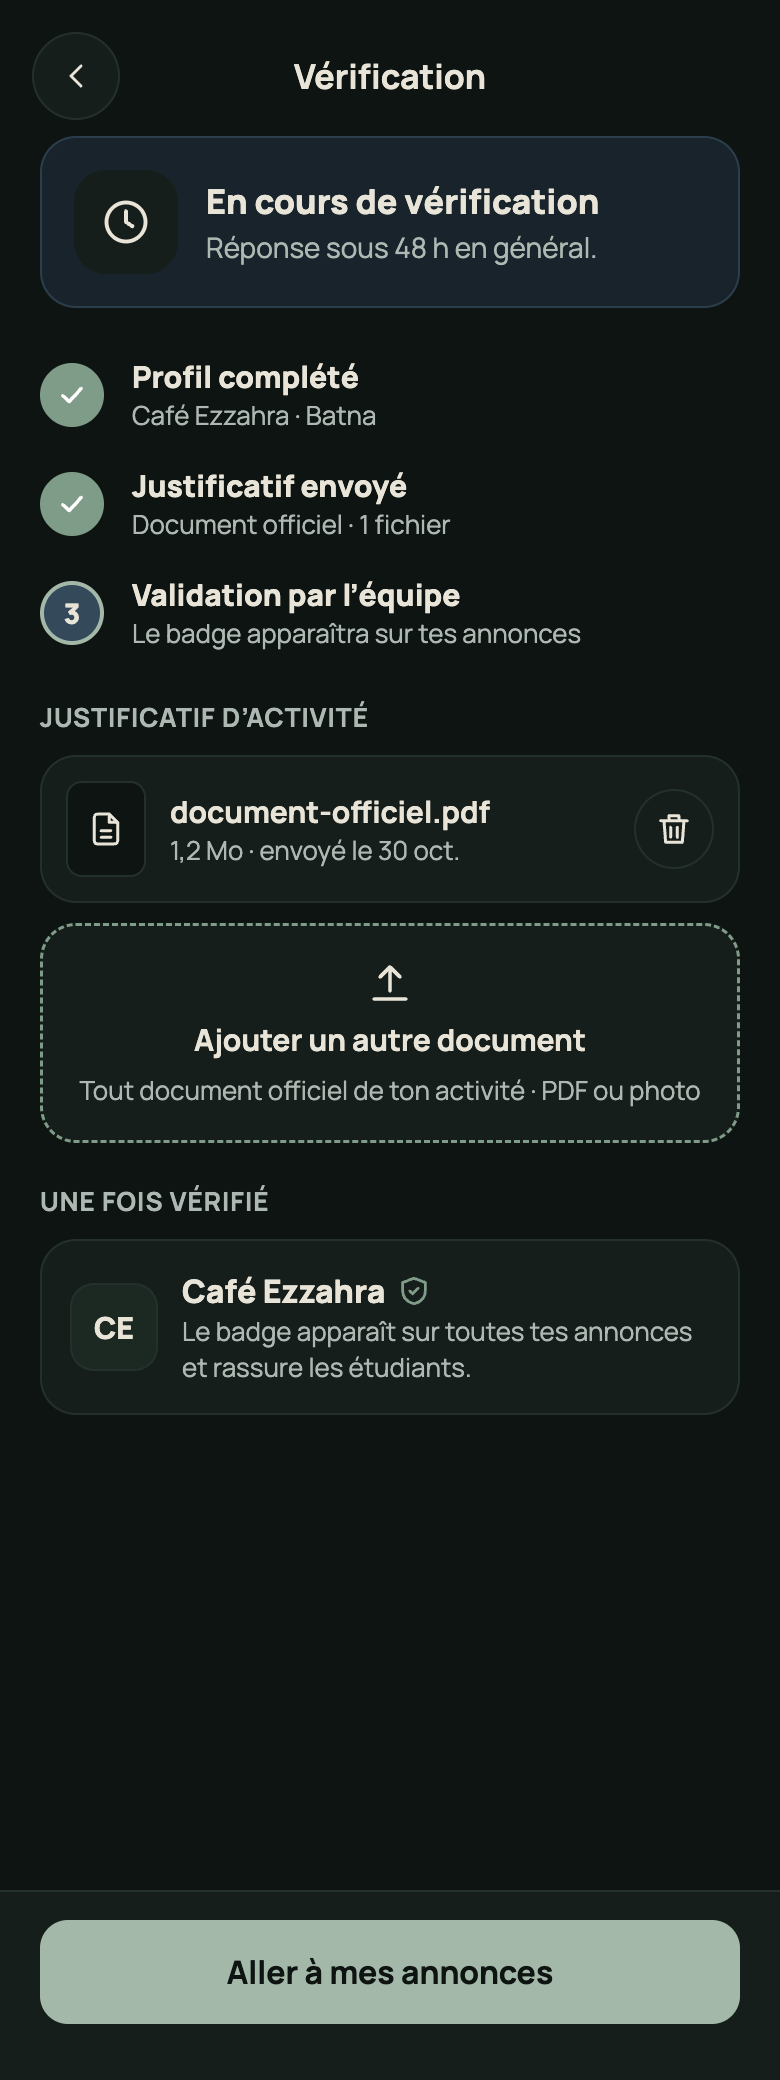 Vérification
En cours de vérification
Réponse sous 48 h en général.
Profil complété
Café Ezzahra · Batna
Justificatif envoyé
Document officiel · 1 fichier
3
Validation par l’équipe
Le badge apparaîtra sur tes annonces
JUSTIFICATIF D’ACTIVITÉ
document-officiel.pdf
1,2 Mo · envoyé le 30 oct.
Ajouter un autre document
Tout document officiel de ton activité · PDF ou photo
UNE FOIS VÉRIFIÉ
CE
Café Ezzahra
Le badge apparaît sur toutes tes annonces
et rassure les étudiants.
Aller à mes annonces